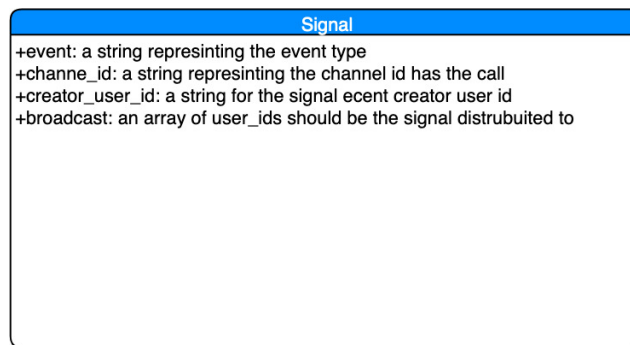 Signal
+event: a string represinting the event type
+channe_id: a string represinting the channel id has the call
+creator_user_id: a string for the signal ecent creator user id
+broadcast: an array of user_ids should be the signal distrubuited to